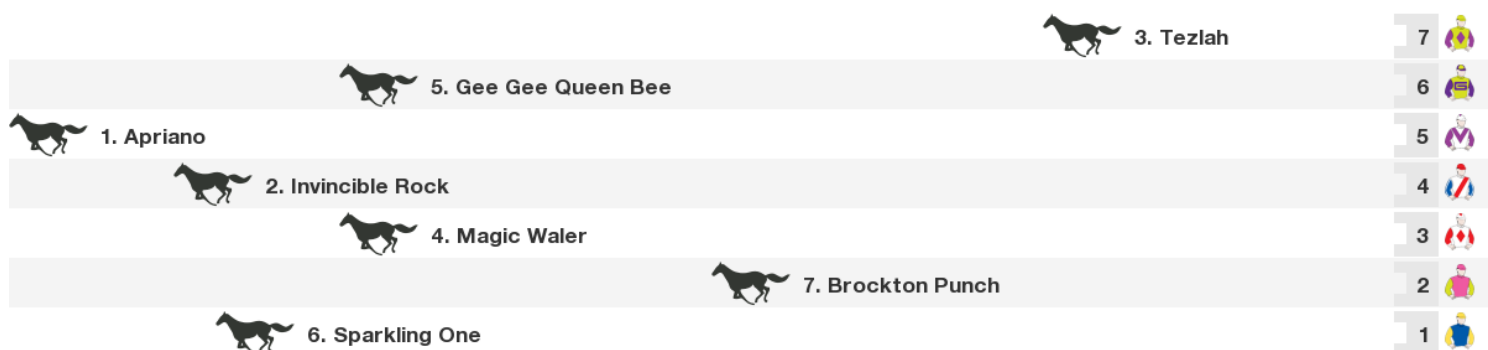 3. Tezlah 7
5. Gee Gee Queen Bee 6
1. Apriano 5
2. Invincible Rock 4
4. Magic Waler 3
7. Brockton Punch 2
6. Sparkling One 1